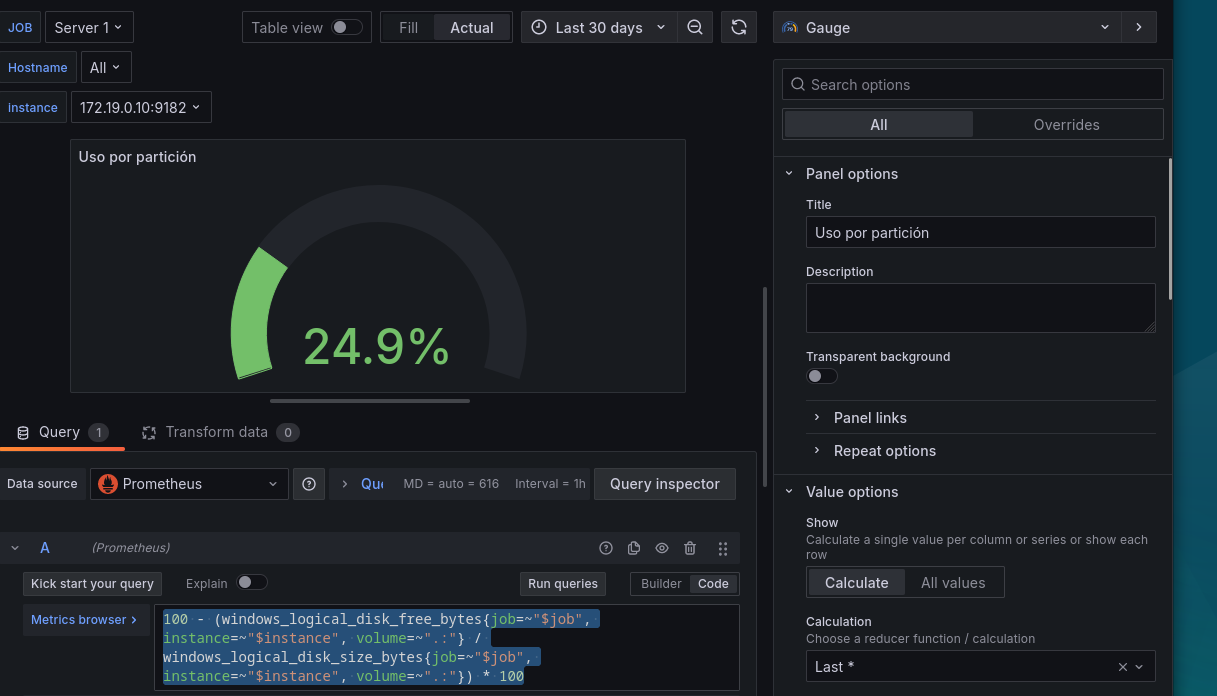 JOB
Server 1
Table view
Fill
Actual
Last 30 days
Gauge
Hostname
All
Search options
instance
172.19.0.10:9182
All
Overrides
Uso por partición
24.9%
Panel options
Title
Uso por partición
Description
Transparent background
Panel links
Repeat options
Query
1
Transform data
0
Data source
Prometheus
MD = auto = 616
Interval = 1h
Query inspector
Value options
Show
Calculate a single value per column or series or show each
row
Calculate
All values
A
(Prometheus)
Kick start your query
Explain
Run queries
Builder
Code
Metrics browser >
100 - (windows_logical_disk_free_bytes{job=~"$job",
instance=~"$instance", volume=~".:"} /
windows_logical_disk_size_bytes{job=~"$job",
instance=~"$instance", volume=~".:"}) * 100
Calculation
Choose a reducer function / calculation
Last *